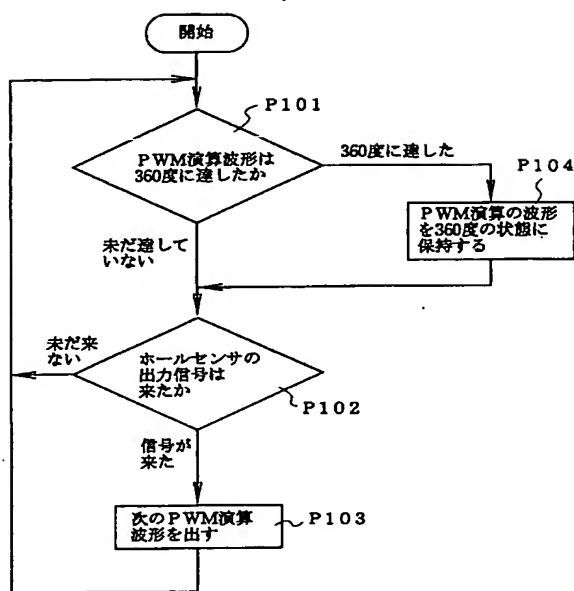 開始
P101
PWM演算波形は
360度に達したか
360度に達した
P104
PWM演算の波形
を360度の状態に
保持する
未だ達して
いない
未だ来
ない
ホールセンサの
出力信号は
来たか
P102
信号が
来た
次のPWM演算
波形を出す
P103